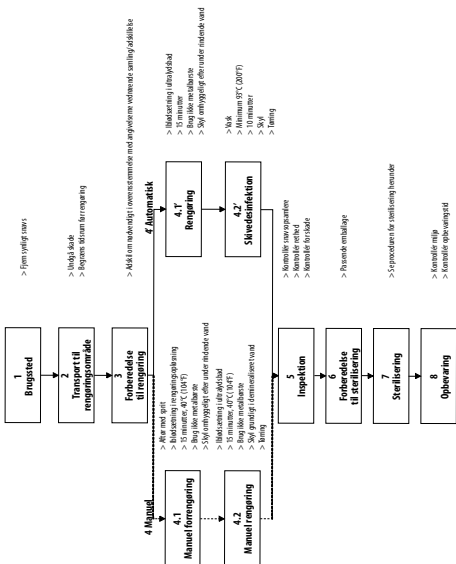 1
Brugssted
> Fjern synligt snavs
2
Transport til
rengøringsområde
> Undgå skade
> Begræns tidsrum før rengøring
3
Forberedelse
til rengøring
> Adskil om nødvendigt i overensstemmelse med angivelserne vedrørende samling/adskillelse
4 Manuel
4.1
Manuel forrengøring
> Aftør med sprit
> Iblødsætning i rengøringsopløsning
> 15 minutter, 40°C (104°F)
> Brug ikke metalbørste
> Skyl omhyggeligt efter under rindende vand
4.2
Manuel rengøring
> Iblødsætning i ultralydsbad
> 15 minutter, 40°C (104°F)
> Brug ikke metalbørste
> Skyl grundigt i demineraliseret vand
> Tørring
4' Automatisk
4.1'
Rengøring
> Iblødsætning i ultralydsbad
> 15 minutter
> Brug ikke metalbørste
> Skyl omhyggeligt efter under rindende vand
4.2'
Skivedesinfektion
> Vask
> Minimum 93°C (200°F)
> 10 minutter
> Skyl
> Tørring
5
Inspektion
> Kontrollér snavsopsamlere
> Kontrollér rethed
> Kontrollér for skade
6
Forberedelse
til sterilisering
> Passende emballage
7
Sterilisering
> Se proceduren for sterilisering herunder
8
Opbevaring
> Kontrollér miljø
> Kontrollér opbevaringstid